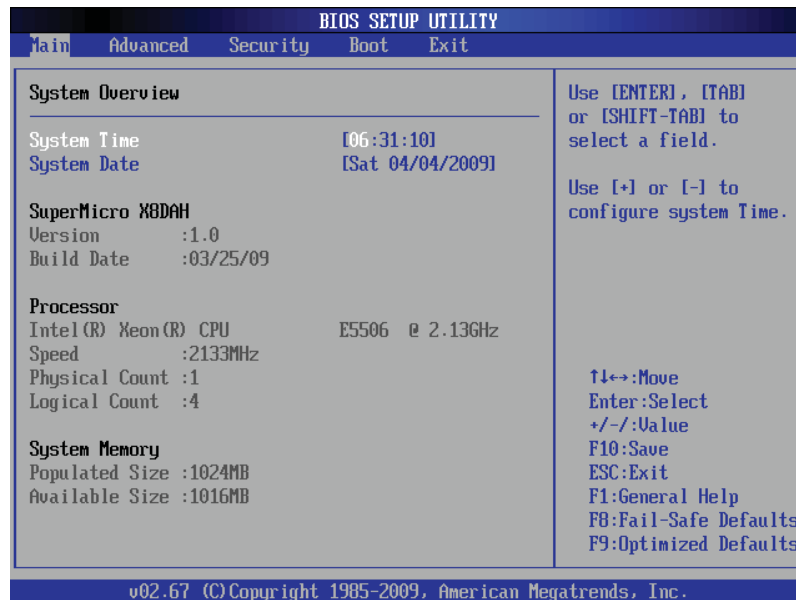 BIOS SETUP UTILITY
Main Advanced Security Boot Exit
System Overview
System Time [06:31:10]
System Date [Sat 04/04/2009]
SuperMicro X8DAH
Version :1.0
Build Date :03/25/09
Processor
Intel(R) Xeon(R) CPU E5506 @ 2.13GHz
Speed :2133MHz
Physical Count :1
Logical Count :4
System Memory
Populated Size :1024MB
Available Size :1016MB
Use [ENTER], [TAB]
or [SHIFT-TAB] to
select a field.
Use [+] or [-] to
configure system Time.
↑↓↔:Move
Enter:Select
+/-/:Value
F10:Save
ESC:Exit
F1:General Help
F8:Fail-Safe Defaults
F9:Optimized Defaults
v02.67 (C)Copyright 1985-2009, American Megatrends, Inc.